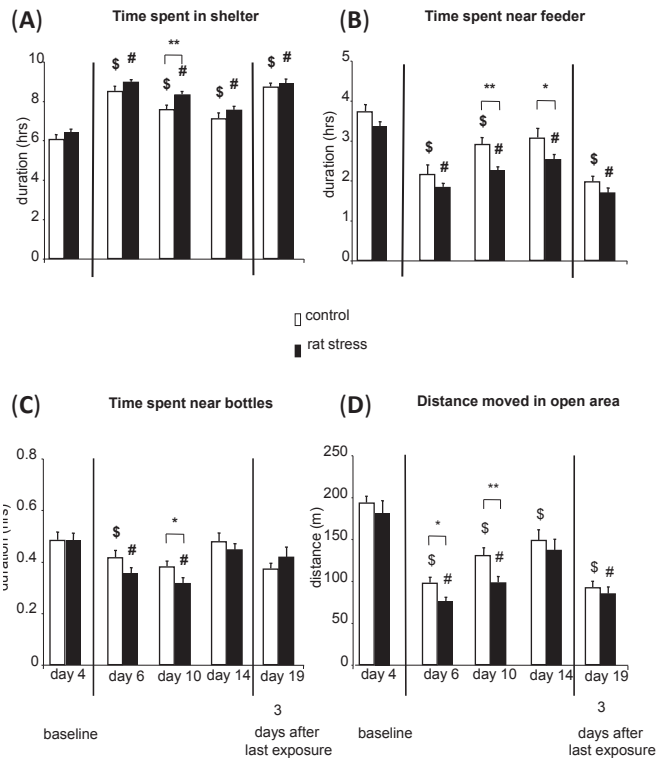 (A) Time spent in shelter
duration (hrs)
10
8
6
4
2
0
$ #
**
$ #
$ #
$ #
(B) Time spent near feeder
duration (hrs)
5
4
3
2
1
0
$ #
**
$ #
*
#
$ #
control
rat stress
(C) Time spent near bottles
duration (hrs)
0.8
0.6
0.4
0.2
0
$ #
*
#
day 4 day 6 day 10 day 14 day 19
baseline
3
days after
last exposure
(D) Distance moved in open area
distance (m)
250
200
150
100
50
0
*
$ #
**
$ #
$
$ #
day 4 day 6 day 10 day 14 day 19
baseline
3
days after
last exposure